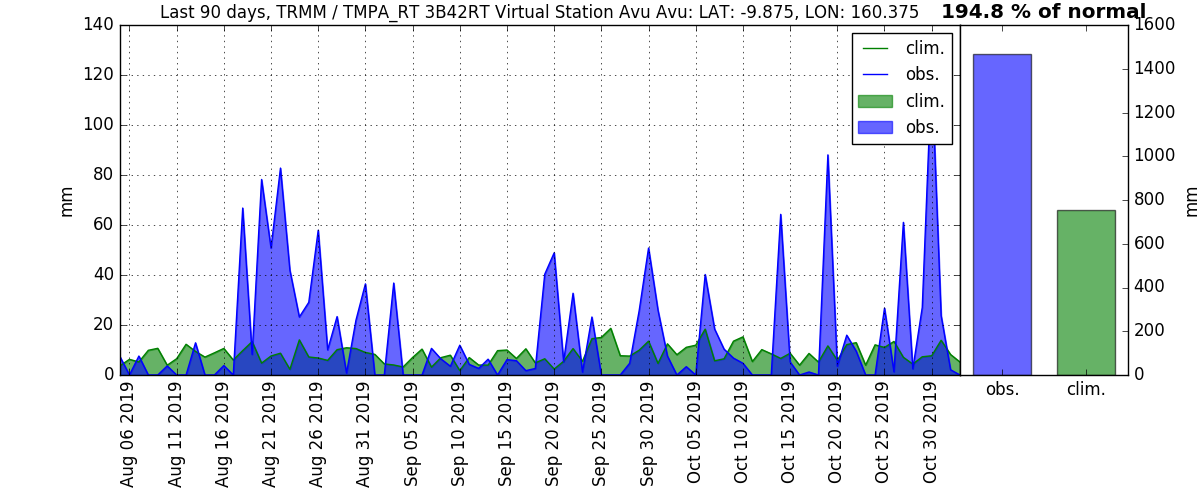 Last 90 days, TRMM / TMPA_RT 3B42RT Virtual Station Avu Avu: LAT: -9.875, LON: 160.375
194.8 % of normal
140
120
100
80
60
40
20
0
mm
clim.
obs.
clim.
obs.
1600
1400
1200
1000
800
600
400
200
0
mm
Aug 06 2019
Aug 11 2019
Aug 16 2019
Aug 21 2019
Aug 26 2019
Aug 31 2019
Sep 05 2019
Sep 10 2019
Sep 15 2019
Sep 20 2019
Sep 25 2019
Sep 30 2019
Oct 05 2019
Oct 10 2019
Oct 15 2019
Oct 20 2019
Oct 25 2019
Oct 30 2019
obs.
clim.